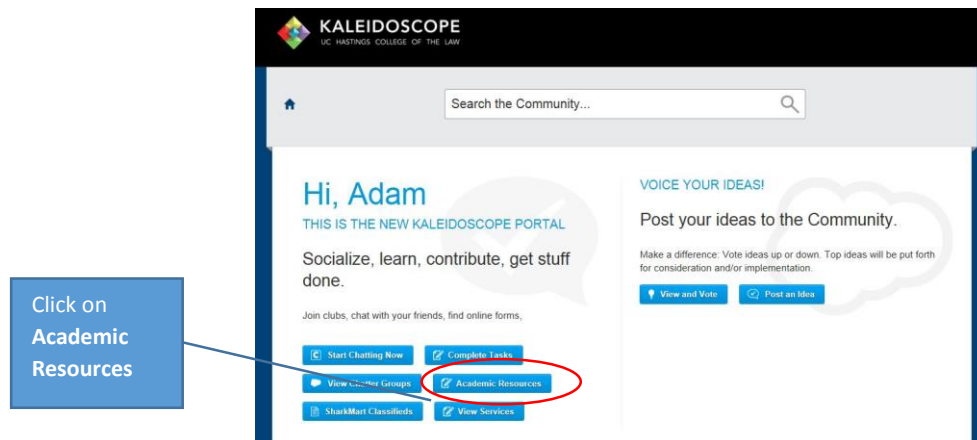 KALEIDOSCOPE
UC HASTINGS COLLEGE OF THE LAW
Search the Community...
Hi, Adam
THIS IS THE NEW KALEIDOSCOPE PORTAL
Socialize, learn, contribute, get stuff
done.
Join clubs, chat with your friends, find online forms,
Start Chatting Now
Complete Tasks
View Chatter Groups
Academic Resources
SharkMart Classifieds
View Services
VOICE YOUR IDEAS!
Post your ideas to the Community.
Make a difference: Vote ideas up or down. Top ideas will be put forth
for consideration and/or implementation.
View and Vote
Post an Idea
Click on
Academic
Resources